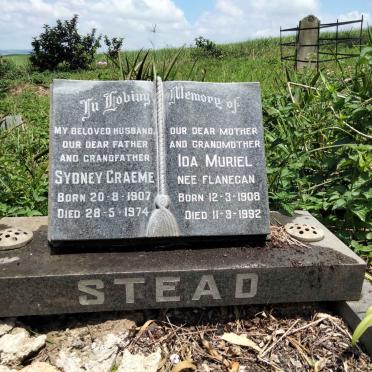 In Loving Memory of
My beloved husband,
our dear father
and grandfather
Sydney Graeme
Born 20-8-1907
Died 28-5-1974
Our dear mother
and grandmother
Ida Muriel
nee Flanegan
Born 12-3-1908
Died 11-9-1992
STEAD